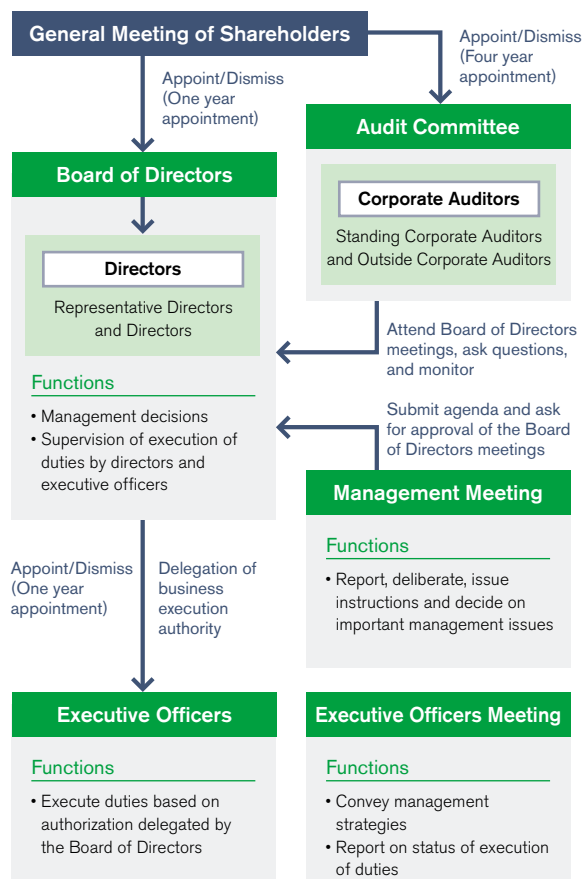 General Meeting of Shareholders
Appoint/Dismiss
(One year
appointment)
Appoint/Dismiss
(Four year
appointment)
Audit Committee
Corporate Auditors
Standing Corporate Auditors
and Outside Corporate Auditors
Board of Directors
Directors
Representative Directors
and Directors
Functions
• Management decisions
• Supervision of execution of
duties by directors and
executive officers
Attend Board of Directors
meetings, ask questions,
and monitor
Submit agenda and ask
for approval of the Board
of Directors meetings
Management Meeting
Functions
• Report, deliberate, issue
instructions and decide on
important management issues
Appoint/Dismiss
(One year
appointment)
Delegation of
business
execution
authority
Executive Officers
Functions
• Execute duties based on
authorization delegated by
the Board of Directors
Executive Officers Meeting
Functions
• Convey management
strategies
• Report on status of execution
of duties